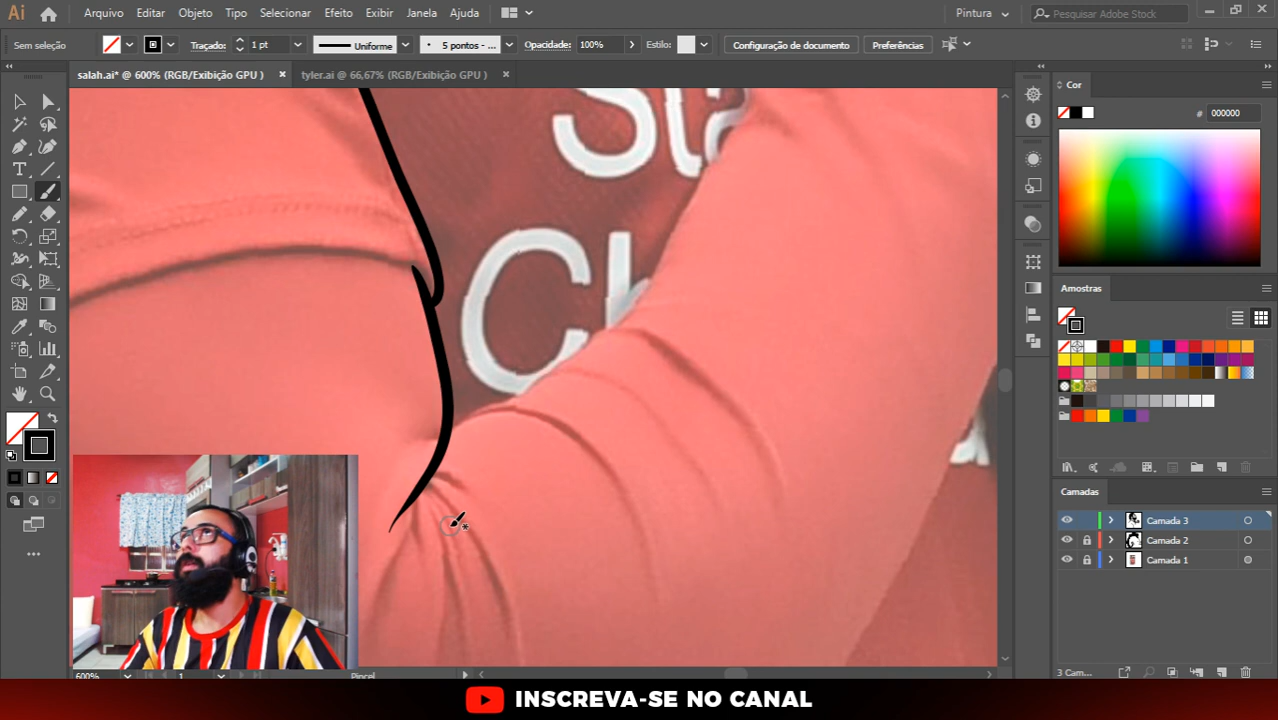 Ai
Arquivo Editar Objeto Tipo Selecionar Efeito Exibir Janela Ajuda
Pintura
Pesquisar Adobe Stock
Sem seleção
Traçado: 1 pt
Uniforme
5 pontos - ...
Opacidade: 100%
Estilo:
Configuração de documento
Preferências
salah.ai* @ 600% (RGB/Exibição GPU )
tyler.ai @ 66,67% (RGB/Exibição GPU )
Cor
# 000000
Sta
Ch
Amostras
Camadas
Camada 3
Camada 2
Camada 1
600%
1
Pincel
3 Cam...
INSCREVA-SE NO CANAL